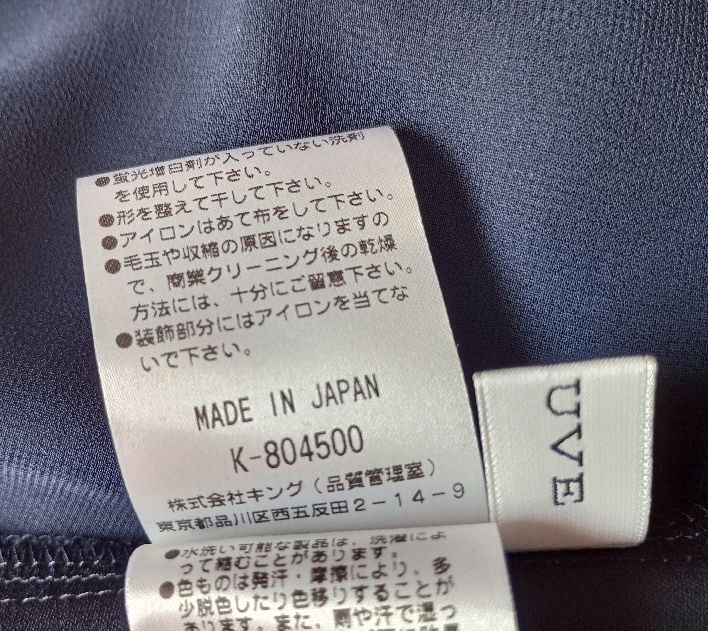 ●蛍光増白剤が入っていない洗剤
を使用して下さい。
●形を整えて干して下さい。
●アイロンはあて布をして下さい。
●毛玉や収縮の原因になりますの
で、商業クリーニング後の乾燥
方法には、十分にご留意下さい。
●装飾部分にはアイロンを当てな
いで下さい。
MADE IN JAPAN
K-804500
株式会社キング(品質管理室)
東京都品川区西五反田2-14-9
UVE
●水洗い可能な製品は、洗濯によ
って縮むことがあります。
●色ものは発汗・摩擦により、多
少脱色したり色移りすることが
あります。また、雨や汗で湿っ